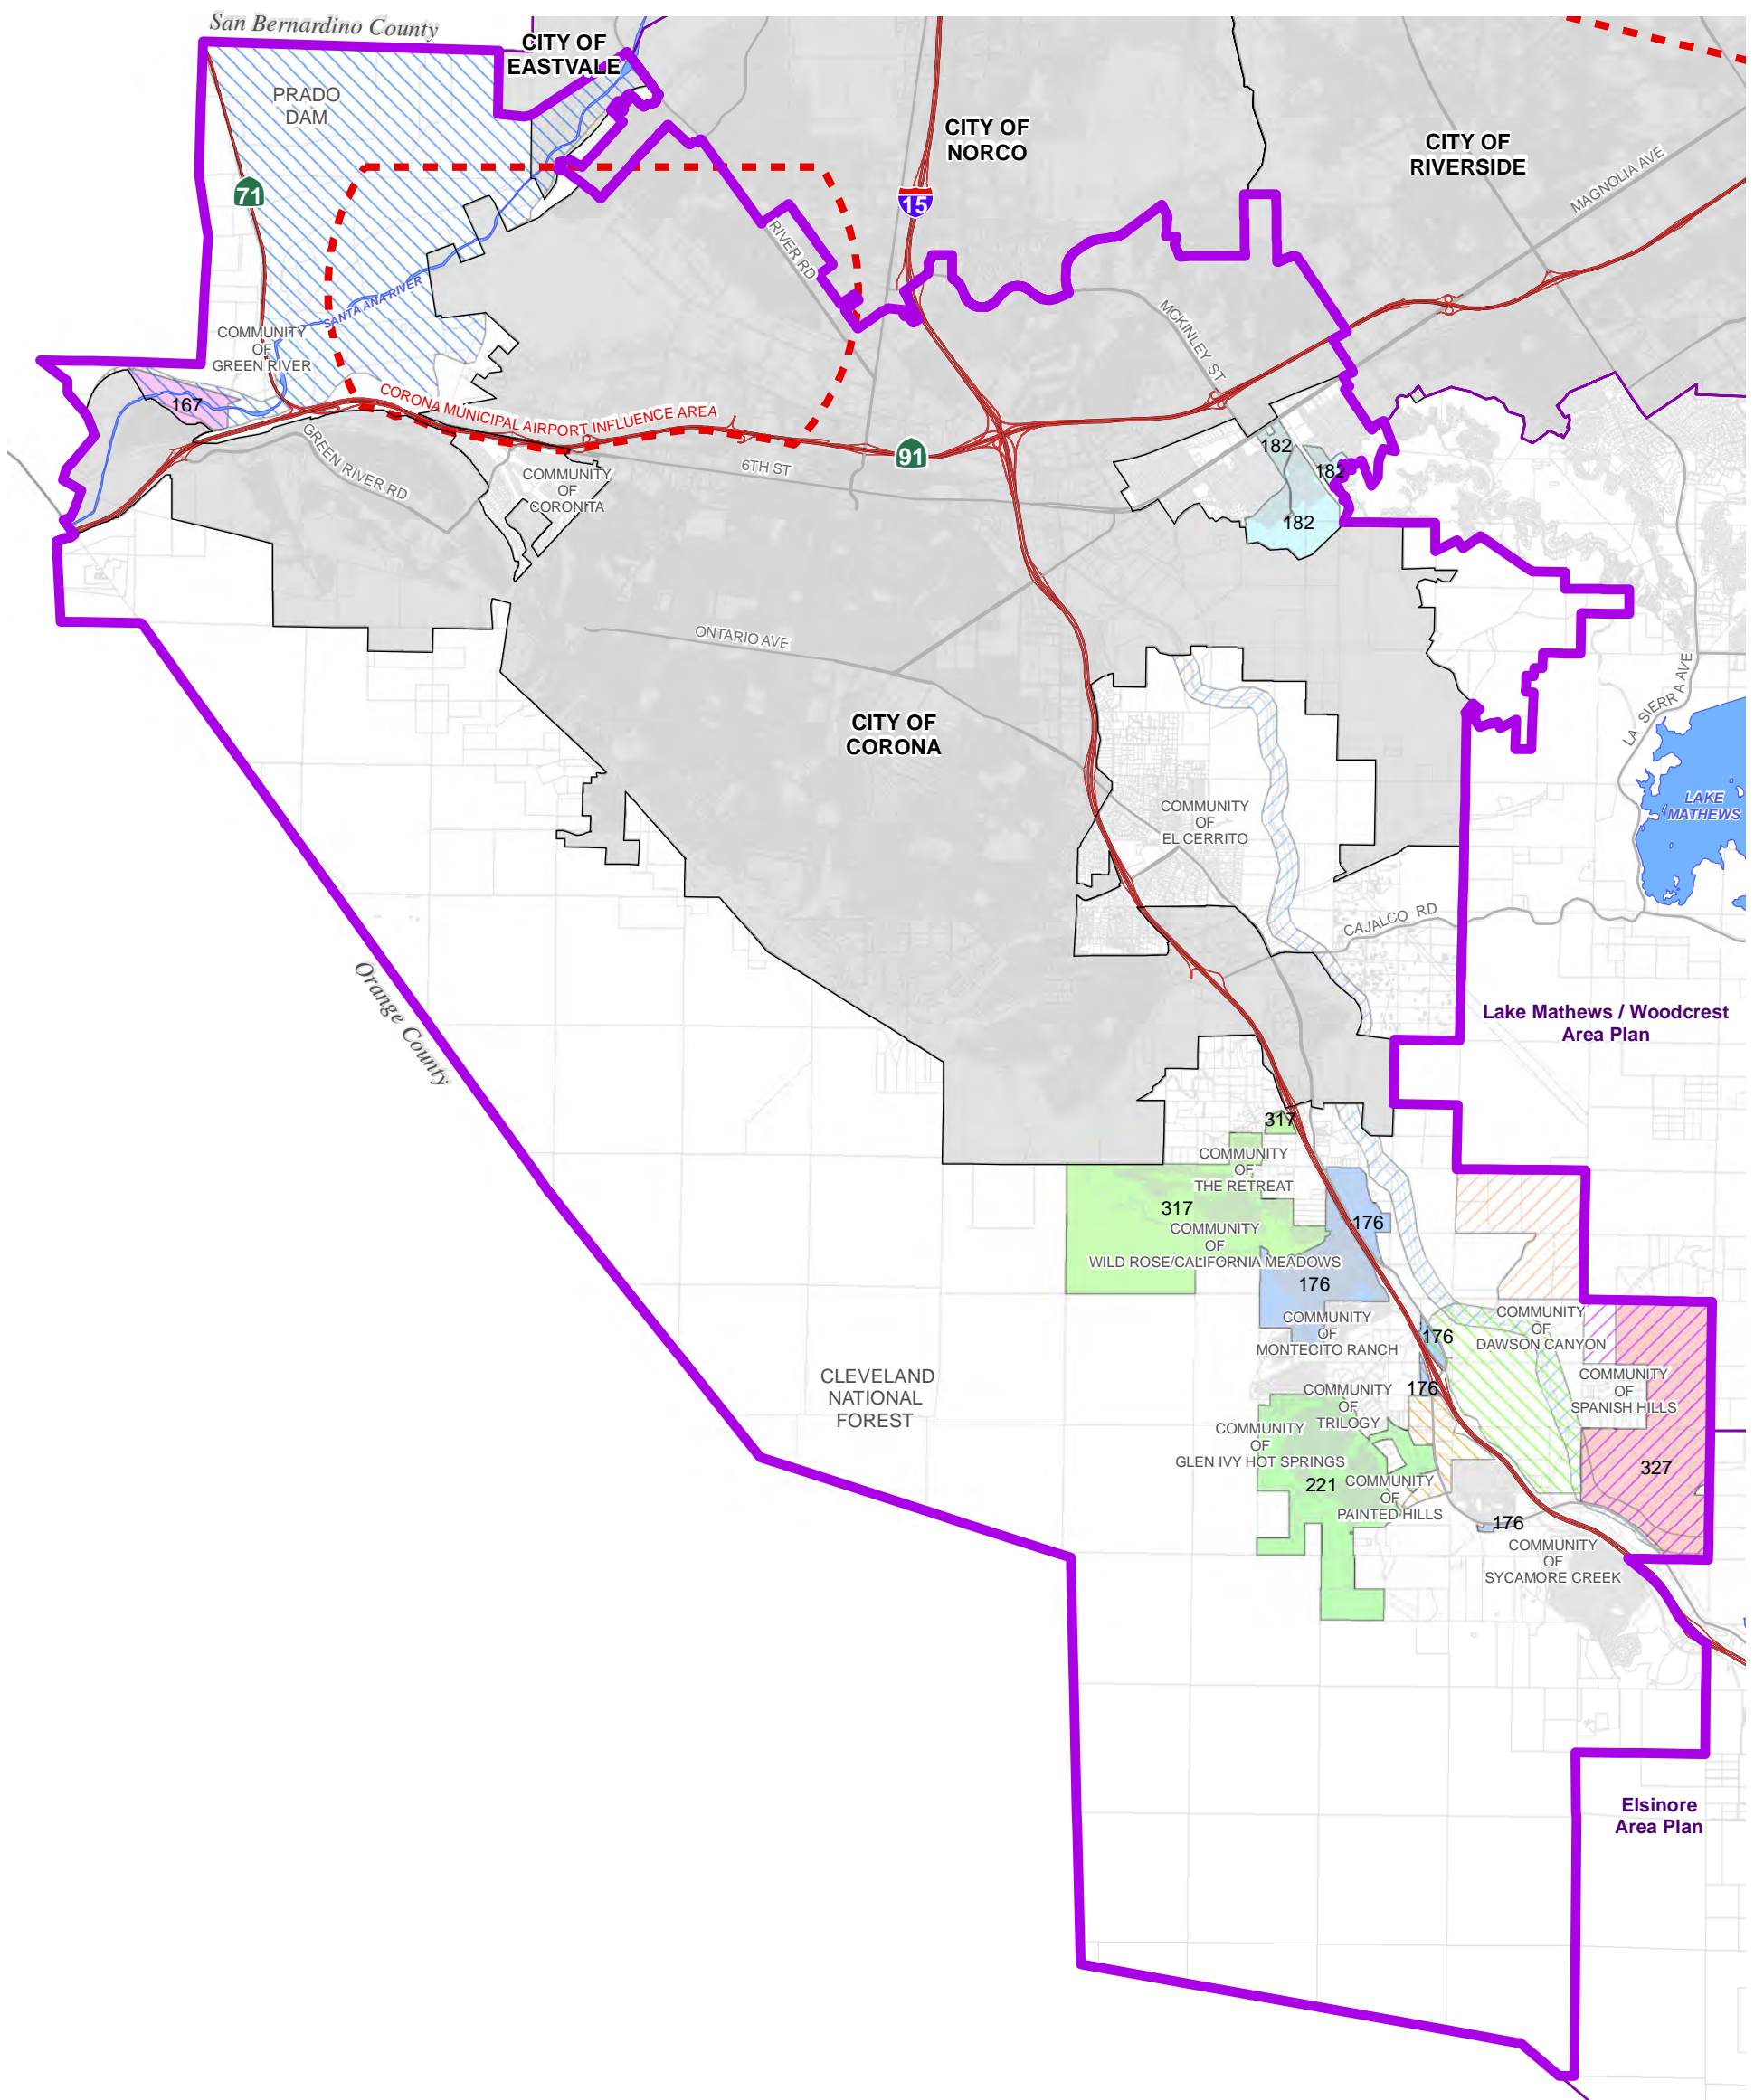 San Bernardino County
CITY OF
EASTVALE
PRADO
DAM
CITY OF
NORCO
CITY OF
RIVERSIDE
MAGNOLIA AVE
71
15
RIVER RD
SANTA ANA RIVER
MCKINLEY ST
COMMUNITY
OF
GREEN RIVER
167
CORONA MUNICIPAL AIRPORT INFLUENCE AREA
GREEN RIVER RD
91
6TH ST
COMMUNITY
OF
CORONITA
182
182
182
ONTARIO AVE
CITY OF
CORONA
LA SIERRA AVE
LAKE
MATHEWS
COMMUNITY
OF
EL CERRITO
CAJALCO RD
Orange County
Lake Mathews / Woodcrest
Area Plan
317
COMMUNITY
OF
THE RETREAT
317
176
COMMUNITY
OF
WILD ROSE/CALIFORNIA MEADOWS
176
COMMUNITY
OF
MONTECITO RANCH
176
COMMUNITY
OF
DAWSON CANYON
CLEVELAND
NATIONAL
FOREST
176
COMMUNITY
OF
TRILOGY
COMMUNITY
OF
SPANISH HILLS
COMMUNITY
OF
GLEN IVY HOT SPRINGS
221
COMMUNITY
OF
PAINTED HILLS
327
176
COMMUNITY
OF
SYCAMORE CREEK
Elsinore
Area Plan